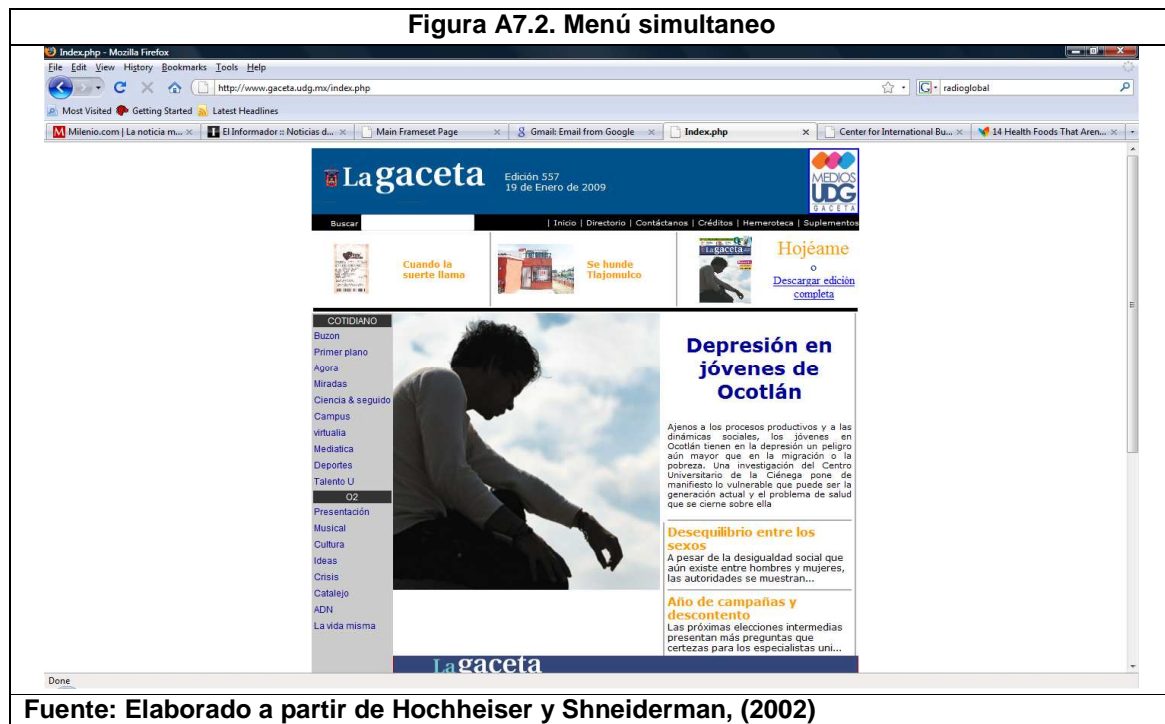 Figura A7.2. Menú simultaneo
Index.php - Mozilla Firefox
File Edit View History Bookmarks Tools Help
http://www.gaceta.udg.mx/index.php
radioglobal
Most Visited Getting Started Latest Headlines
Milenio.com | La noticia m... El Informador :: Noticias d... Main Frameset Page Gmail: Email from Google Index.php Center for International Bu... 14 Health Foods That Aren...
La gaceta
Edición 557
19 de Enero de 2009
MEDIOS
UDG
GACETA
Buscar | Inicio | Directorio | Contáctanos | Créditos | Hemeroteca | Suplementos
Cuando la
suerte llama
Se hunde
Tlajomulco
La gaceta
Hojéame
o
Descargar edición
completa
COTIDIANO
Buzon
Primer plano
Agora
Miradas
Ciencia & seguido
Campus
virtualia
Mediatica
Deportes
Talento U
O2
Presentación
Musical
Cultura
Ideas
Crisis
Catalejo
ADN
La vida misma
Depresión en
jóvenes de
Ocotlán
Ajenos a los procesos productivos y a las
dinámicas sociales, los jóvenes en
Ocotlán tienen en la depresión un peligro
aún mayor que en la migración o la
pobreza. Una investigación del Centro
Universitario de la Ciénega pone de
manifiesto lo vulnerable que puede ser la
generación actual y el problema de salud
que se cierne sobre ella
Desequilibrio entre los
sexos
A pesar de la desigualdad social que
aún existe entre hombres y mujeres,
las autoridades se muestran...
Año de campañas y
descontento
Las próximas elecciones intermedias
presentan más preguntas que
certezas para los especialistas uni...
La gaceta
Done
Fuente: Elaborado a partir de Hochheiser y Shneiderman, (2002)